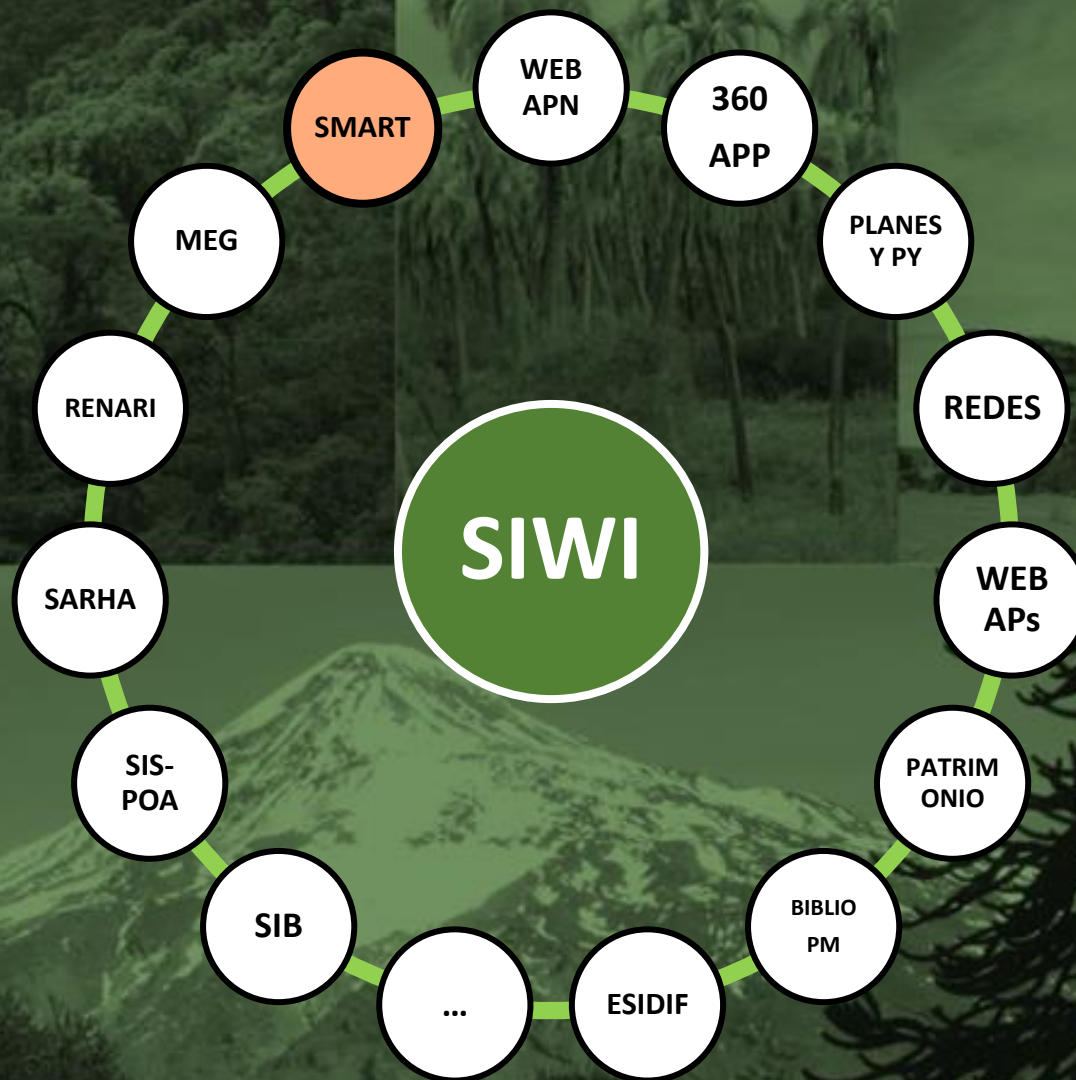 WEB
APN
360
APP
PLANES
Y PY
REDES
WEB
APs
PATRIM
ONIO
BIBLIO
PM
ESIDIF
...
SIB
SIS-
POA
SARHA
RENARI
MEG
SMART
SIWI